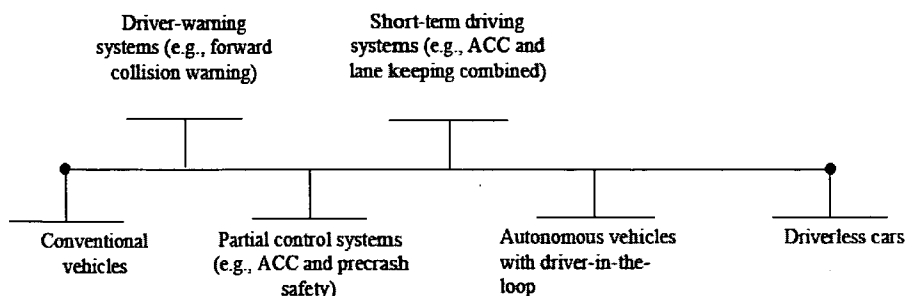 Driver-warning
systems (e.g., forward
collision warning)
Short-term driving
systems (e.g., ACC and
lane keeping combined)
Conventional
vehicles
Partial control systems
(e.g., ACC and precrash
safety)
Autonomous vehicles
with driver-in-the-
loop
Driverless cars